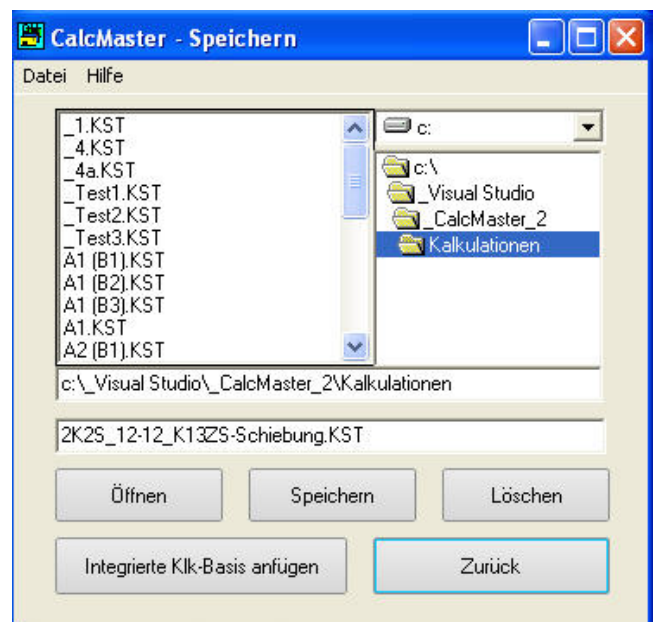 CalcMaster - Speichern
Datei Hilfe
_1.KST
_4.KST
_4a.KST
_Test1.KST
_Test2.KST
_Test3.KST
A1 (B1).KST
A1 (B2).KST
A1 (B3).KST
A1.KST
A2 (B1).KST
c:
c:\
_Visual Studio
_CalcMaster_2
Kalkulationen
c:\_Visual Studio\_CalcMaster_2\Kalkulationen
2K2S_12-12_K13ZS-Schiebung.KST
Öffnen Speichern Löschen
Integrierte Klk-Basis anfügen Zurück